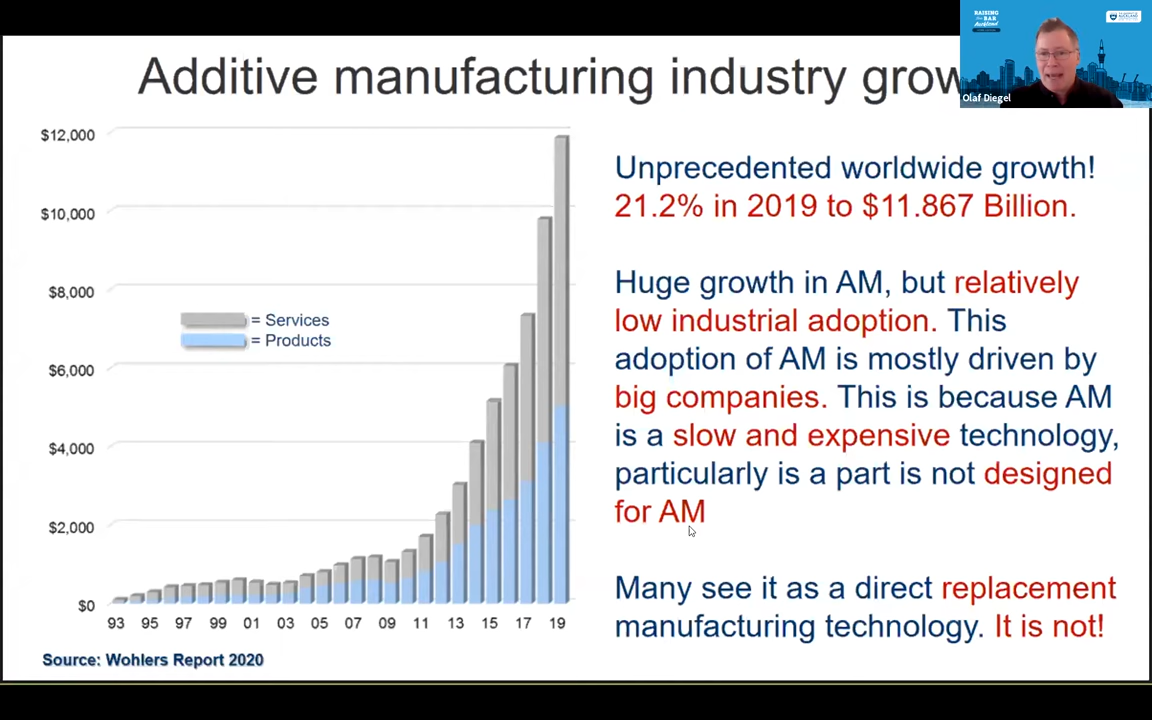 RAISING
the BAR
Auckland
Additive manufacturing industry grow
Olaf Diegel
$12,000
$10,000
$8,000
$6,000
$4,000
$2,000
$0
= Services
= Products
93 95 97 99 01 03 05 07 09 11 13 15 17 19
Source: Wohlers Report 2020
Unprecedented worldwide growth!
21.2% in 2019 to $11.867 Billion.
Huge growth in AM, but relatively
low industrial adoption. This
adoption of AM is mostly driven by
big companies. This is because AM
is a slow and expensive technology,
particularly is a part is not designed
for AM
Many see it as a direct replacement
manufacturing technology. It is not!